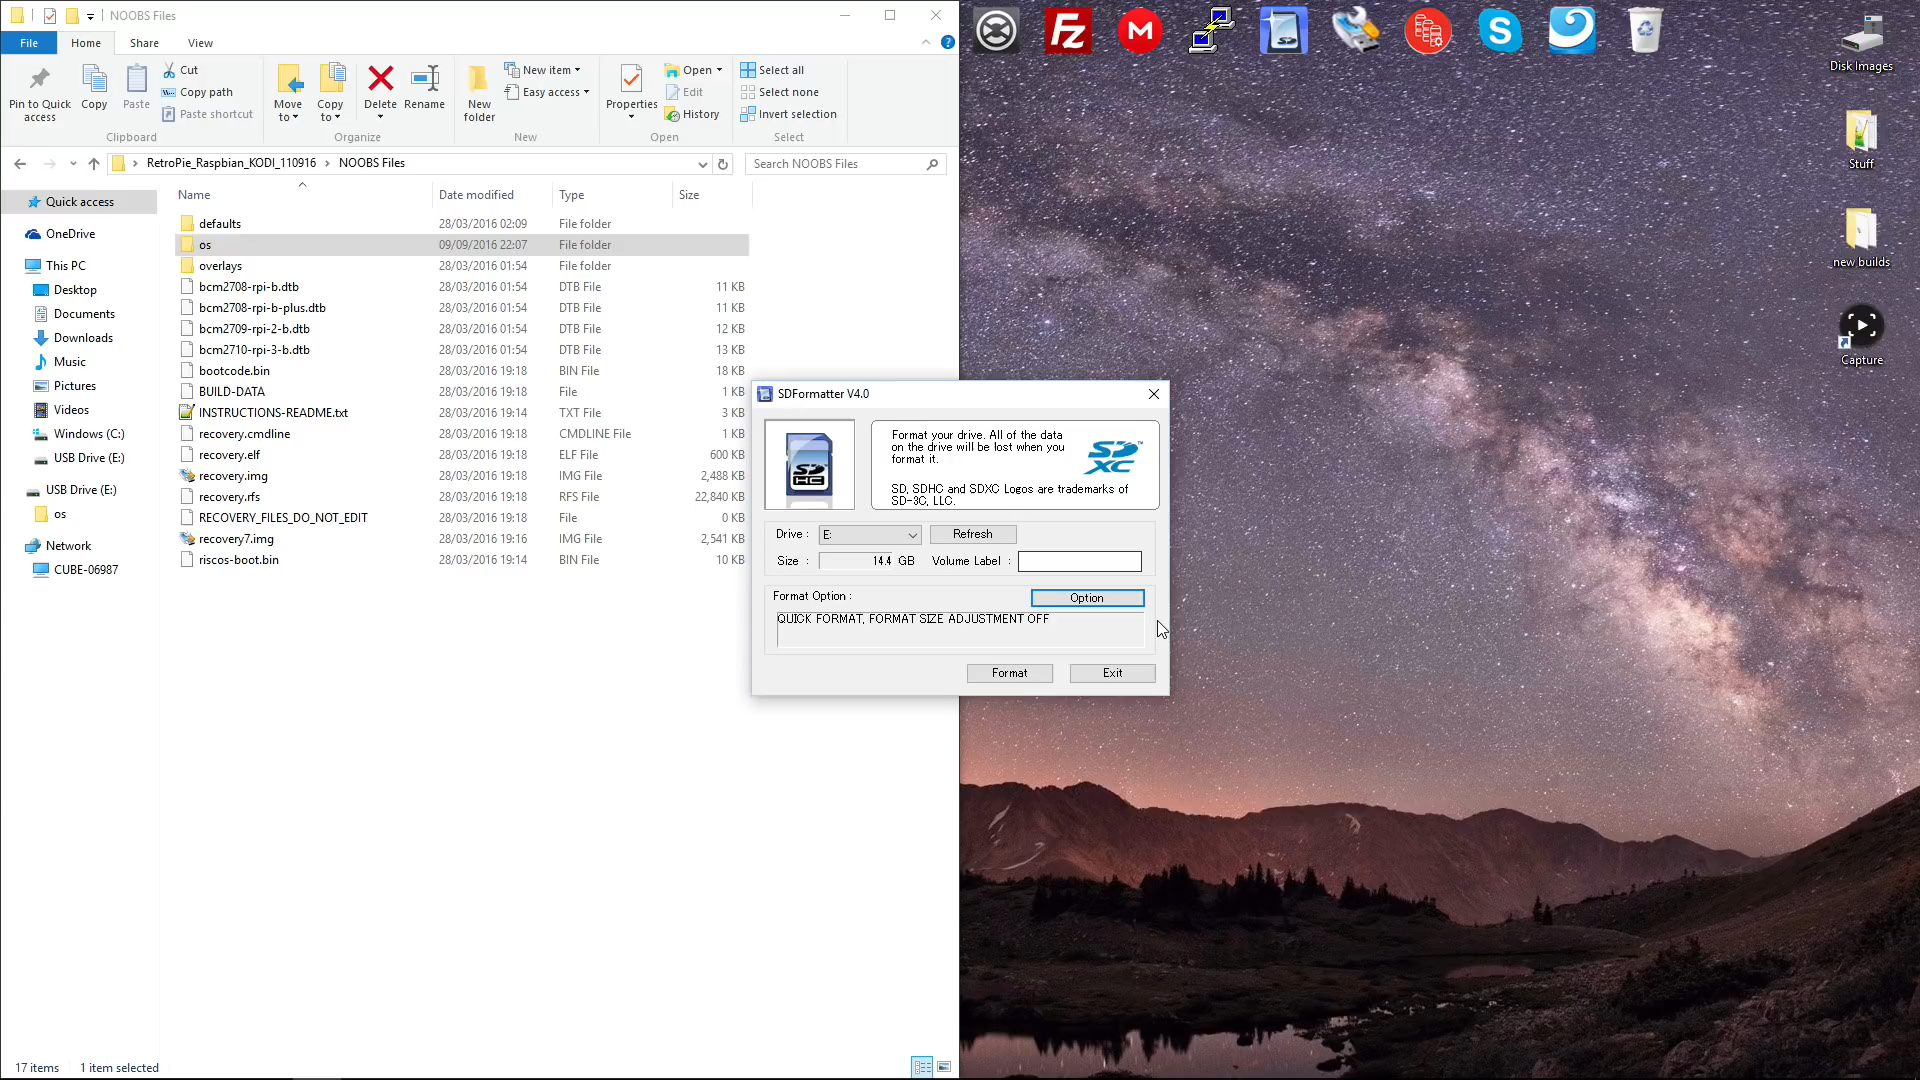 NOOBS Files
File
Home
Share
View
Pin to Quick access
Copy
Paste
Cut
Copy path
Paste shortcut
Clipboard
Move to
Copy to
Delete
Rename
Organize
New folder
New item
Easy access
New
Properties
Open
Edit
History
Open
Select all
Select none
Invert selection
Select
RetroPie_Raspbian_KODI_110916 NOOBS Files
Search NOOBS Files
Quick access
OneDrive
This PC
Desktop
Documents
Downloads
Music
Pictures
Videos
Windows (C:)
USB Drive (E:)
USB Drive (E:)
os
Network
CUBE-06987
Name Date modified Type Size
defaults 28/03/2016 02:09 File folder
os 09/09/2016 22:07 File folder
overlays 28/03/2016 01:54 File folder
bcm2708-rpi-b.dtb 28/03/2016 01:54 DTB File 11 KB
bcm2708-rpi-b-plus.dtb 28/03/2016 01:54 DTB File 11 KB
bcm2709-rpi-2-b.dtb 28/03/2016 01:54 DTB File 12 KB
bcm2710-rpi-3-b.dtb 28/03/2016 01:54 DTB File 13 KB
bootcode.bin 28/03/2016 19:18 BIN File 18 KB
BUILD-DATA 28/03/2016 19:18 File 1 KB
INSTRUCTIONS-README.txt 28/03/2016 19:14 TXT File 3 KB
recovery.cmdline 28/03/2016 19:18 CMDLINE File 1 KB
recovery.elf 28/03/2016 19:18 ELF File 600 KB
recovery.img 28/03/2016 19:18 IMG File 2,488 KB
recovery.rfs 28/03/2016 19:18 RFS File 22,840 KB
RECOVERY_FILES_DO_NOT_EDIT 28/03/2016 19:18 File 0 KB
recovery7.img 28/03/2016 19:16 IMG File 2,541 KB
riscos-boot.bin 28/03/2016 19:14 BIN File 10 KB
17 items 1 item selected
SDFormatter V4.0
SD
HC
Format your drive. All of the data
on the drive will be lost when you
format it.
SD
XC
TM
SD, SDHC and SDXC Logos are trademarks of
SD-3C, LLC.
Drive : E: Refresh
Size : 14.4 GB Volume Label :
Format Option : Option
QUICK FORMAT, FORMAT SIZE ADJUSTMENT OFF
Format Exit
Fz
M
SD
S
Disk Images
Stuff
new builds
Capture